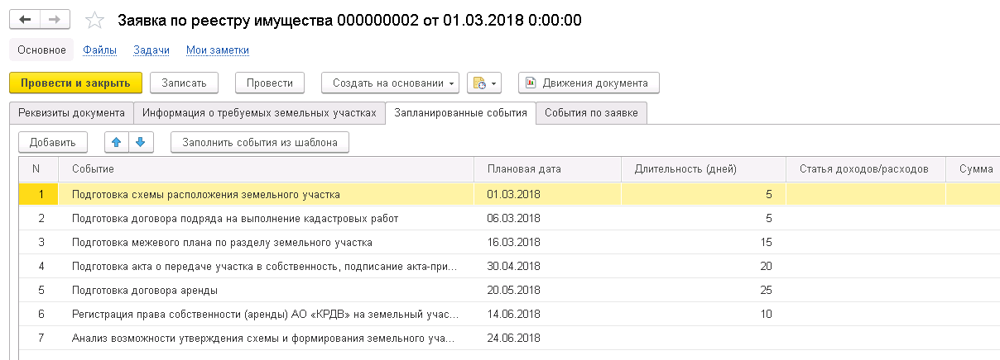 Заявка по реестру имущества 000000002 от 01.03.2018 0:00:00
Основное Файлы Задачи Мои заметки
Провести и закрыть Записать Провести Создать на основании Движения документа
Реквизиты документа Информация о требуемых земельных участках Запланированные события События по заявке
Добавить Заполнить события из шаблона
N Событие Плановая дата Длительность (дней) Статья доходов/расходов Сумма
1 Подготовка схемы расположения земельного участка 01.03.2018 5
2 Подготовка договора подряда на выполнение кадастровых работ 06.03.2018 5
3 Подготовка межевого плана по разделу земельного участка 16.03.2018 15
4 Подготовка акта о передаче участка в собственность, подписание акта-при... 30.04.2018 20
5 Подготовка договора аренды 20.05.2018 25
6 Регистрация права собственности (аренды) АО «КРДВ» на земельный учас... 14.06.2018 10
7 Анализ возможности утверждения схемы и формирования земельного уча... 24.06.2018